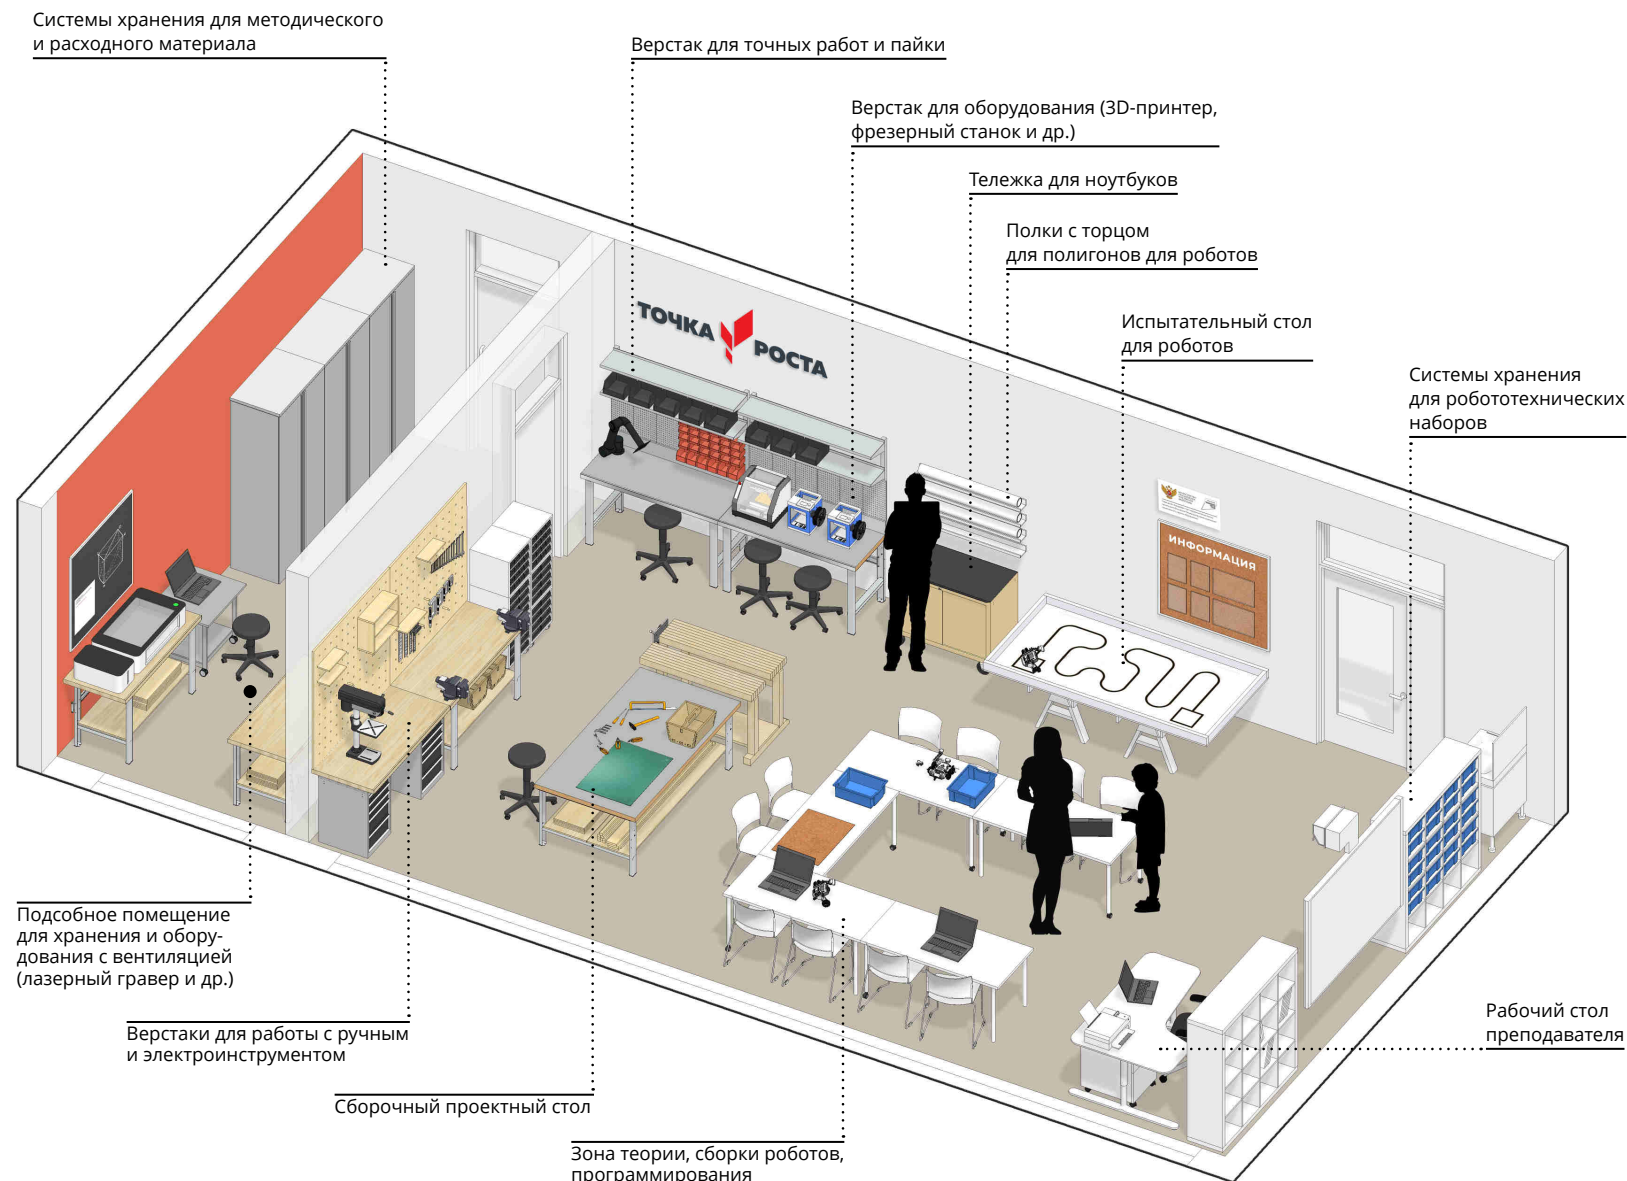 Системы хранения для методического
и расходного материала
Верстак для точных работ и пайки
Верстак для оборудования (3D-принтер,
фрезерный станок и др.)
Тележка для ноутбуков
Полки с торцом
для полигонов для роботов
Испытательный стол
для роботов
Системы хранения
для робототехнических
наборов
ТОЧКА
РОСТА
ИНФОРМАЦИЯ
Подсобное помещение
для хранения и обору-
дования с вентиляцией
(лазерный гравер и др.)
Верстаки для работы с ручным
и электроинструментом
Сборочный проектный стол
Зона теории, сборки роботов,
программирования
Рабочий стол
преподавателя